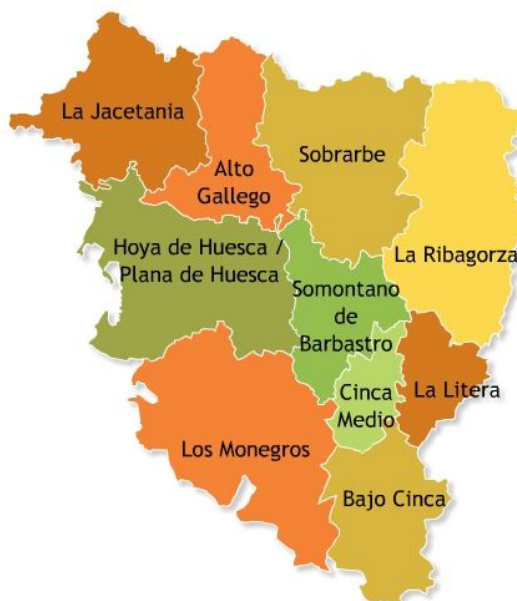 La Jacetania
Alto
Gallego
Sobrarbe
La Ribagorza
Hoya de Huesca /
Plana de Huesca
Somontano
de
Barbastro
Cinca
Medio
La Litera
Los Monegros
Bajo Cinca